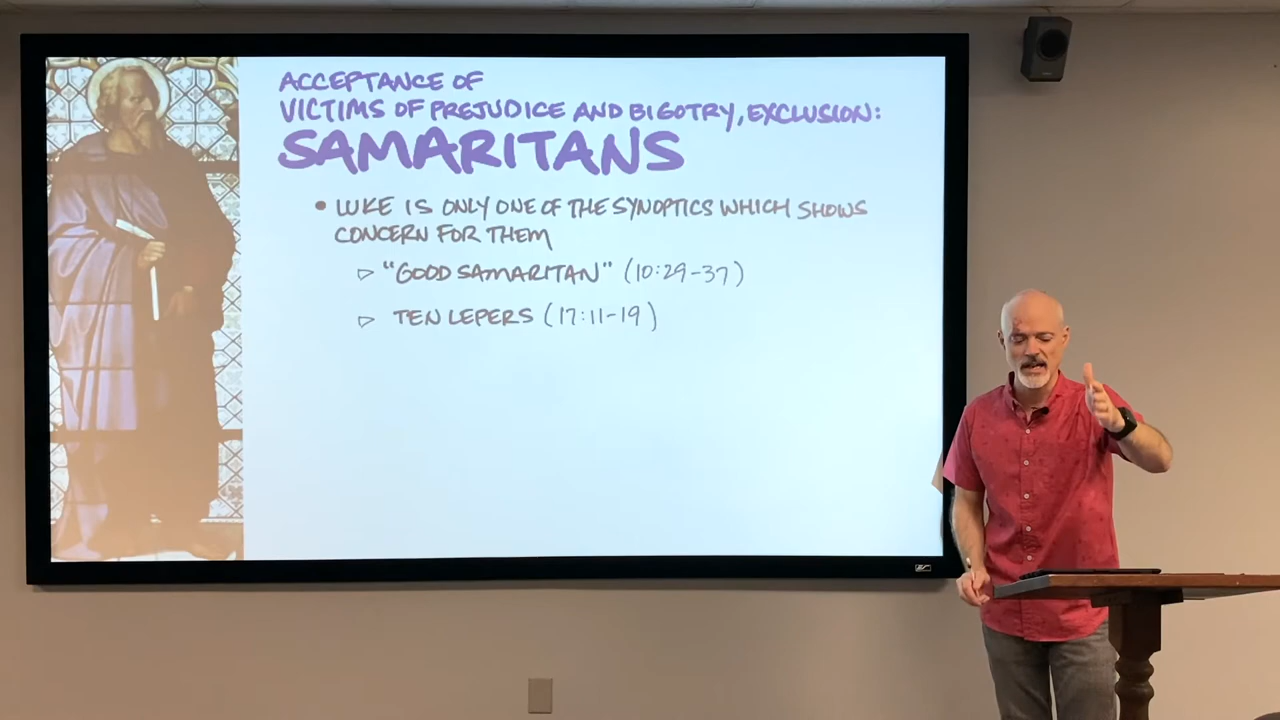 ACCEPTANCE OF
VICTIMS OF PREJUDICE AND BIGOTRY, EXCLUSION:
SAMARITANS
• LUKE IS ONLY ONE OF THE SYNOPTICS WHICH SHOWS
CONCERN FOR THEM
▷ "GOOD SAMARITAN" (10:29-37)
▷ TEN LEPERS (17:11-19)